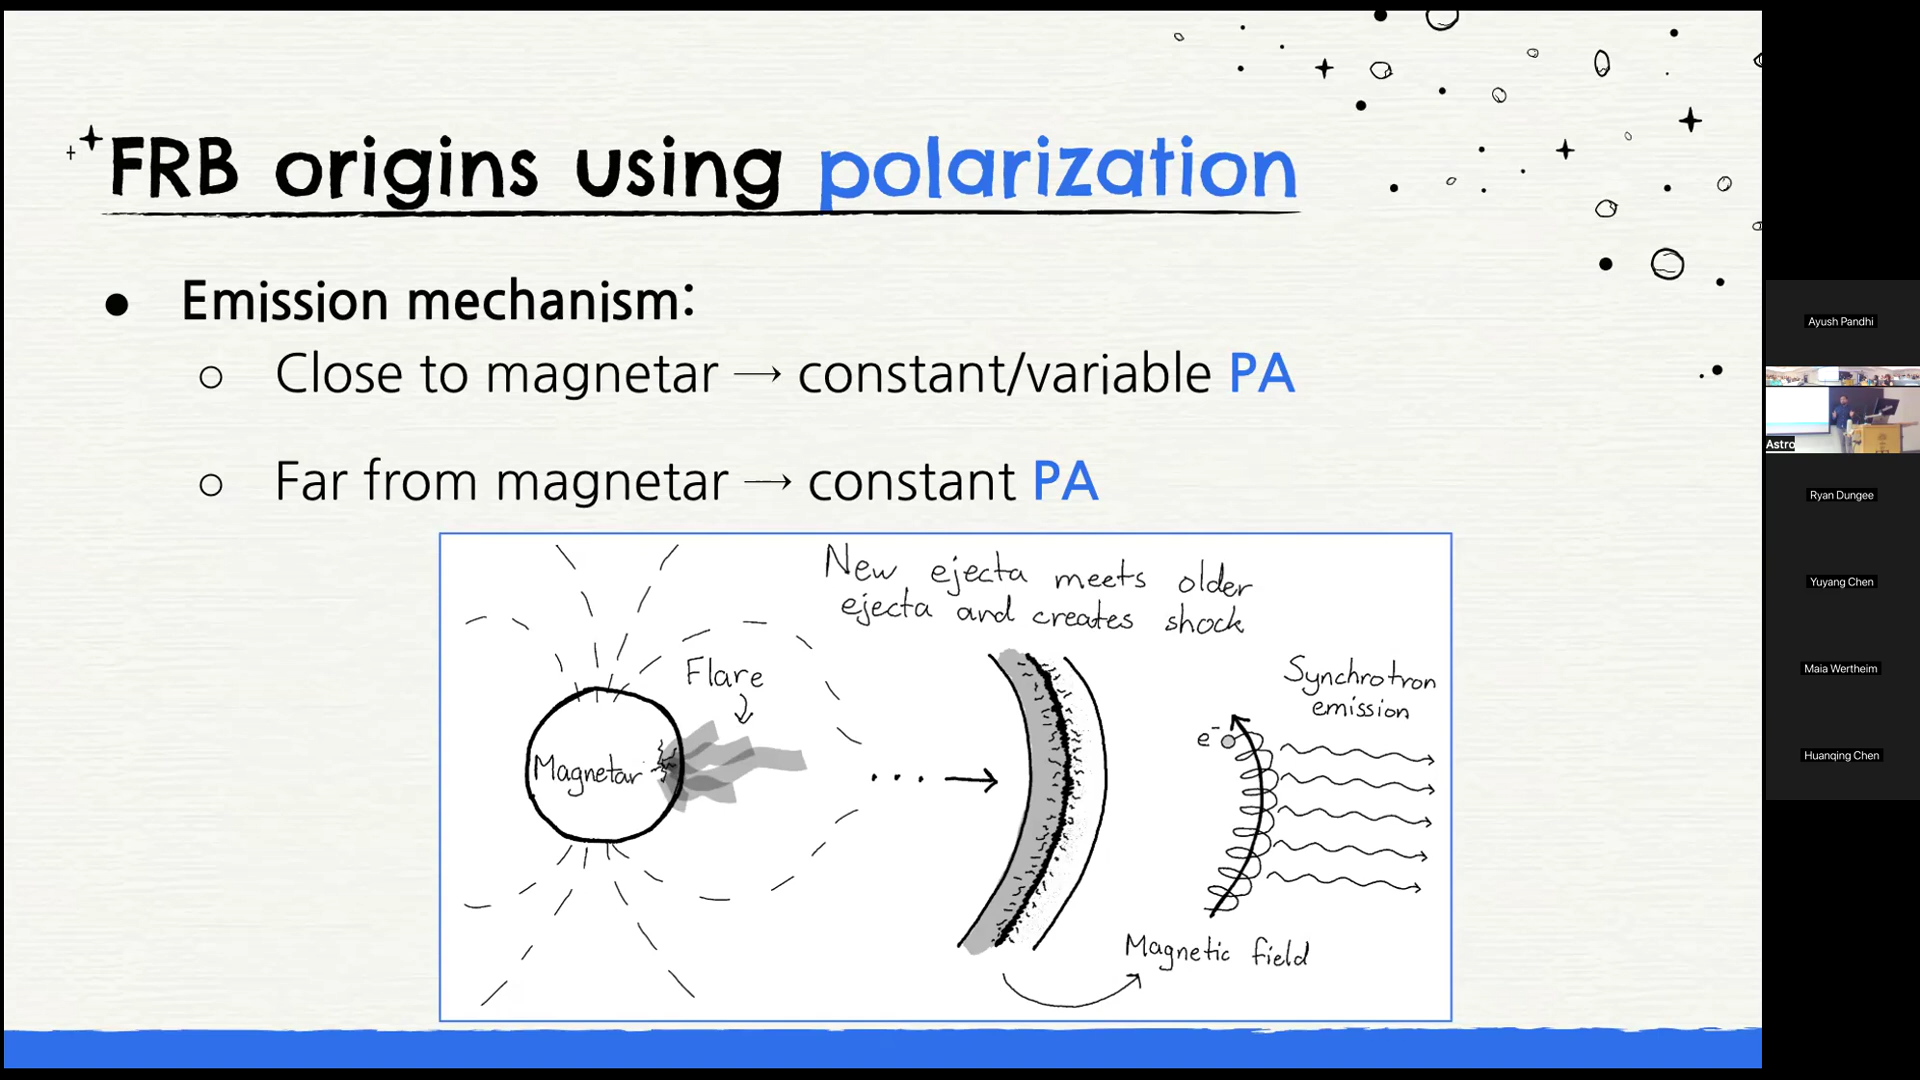 FRB origins using polarization
● Emission mechanism:
○ Close to magnetar → constant/variable PA
○ Far from magnetar → constant PA
New ejecta meets older
ejecta and creates shock
Flare
Magnetar
Synchrotron
emission
e⁻
Magnetic field
Ayush Pandhi
Astro
Ryan Dungee
Yuyang Chen
Maia Wertheim
Huanqing Chen